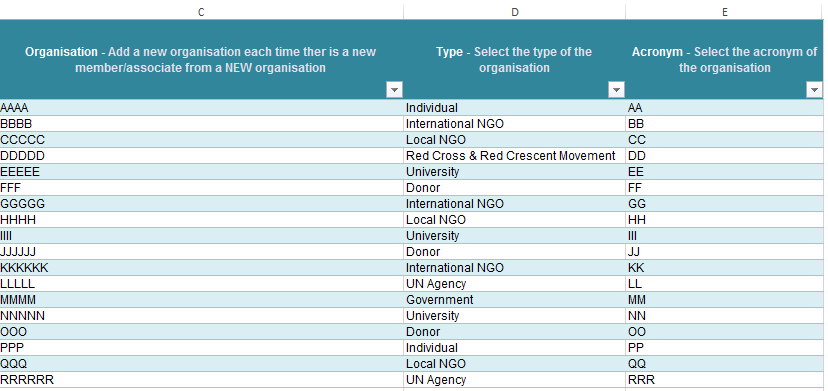 C D E
Organisation - Add a new organisation each time ther is a new
member/associate from a NEW organisation
Type - Select the type of the
organisation
Acronym - Select the acronym of
the organisation
AAAA Individual AA
BBBB International NGO BB
CCCCC Local NGO CC
DDDDD Red Cross & Red Crescent Movement DD
EEEEE University EE
FFF Donor FF
GGGGG International NGO GG
HHHH Local NGO HH
IIII University III
JJJJJJ Donor JJ
KKKKKK International NGO KK
LLLLL UN Agency LL
MMMM Government MM
NNNNN University NN
OOO Donor OO
PPP Individual PP
QQQ Local NGO QQ
RRRRRR UN Agency RRR